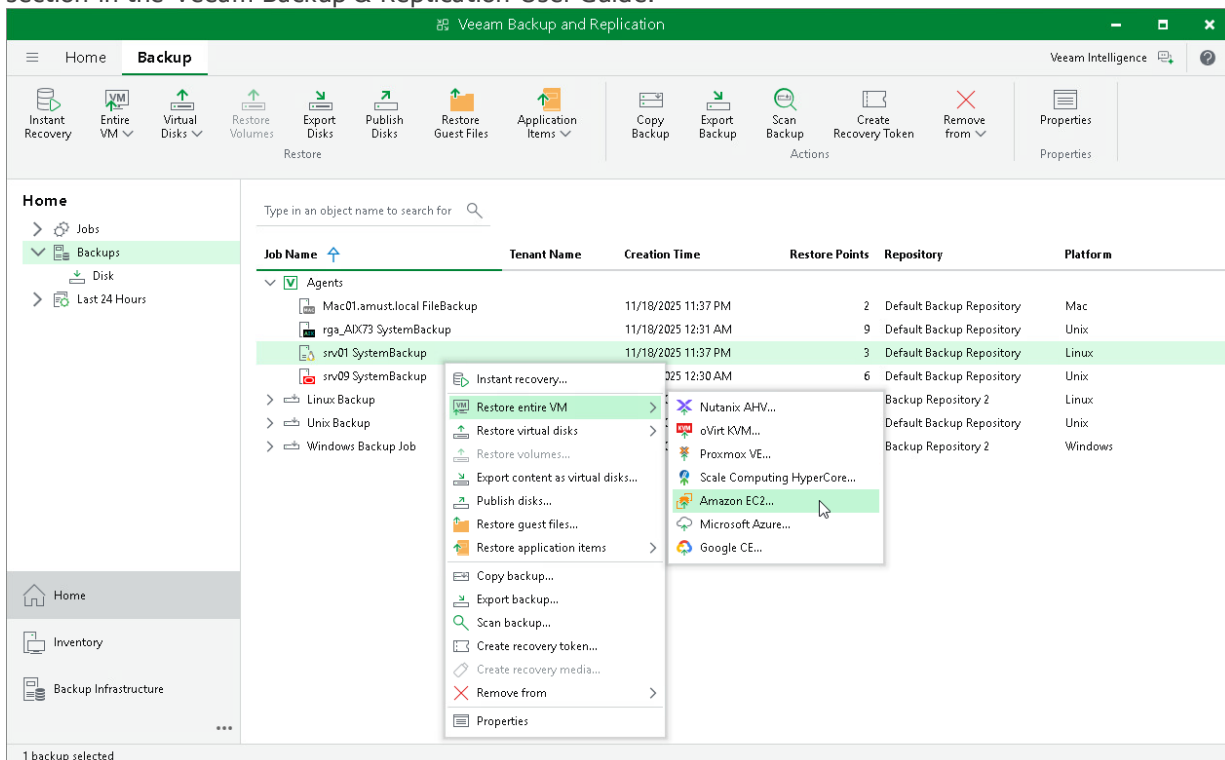 section in the Veeam Backup & Replication User Guide.
Veeam Backup and Replication
Home Backup Veeam Intelligence
Instant Recovery
Entire VM
Virtual Disks
Restore Volumes
Export Disks
Publish Disks
Restore Guest Files
Application Items
Copy Backup
Export Backup
Scan Backup
Create Recovery Token
Remove from
Properties
Restore Actions Properties
Home
Jobs
Backups
Disk
Last 24 Hours
Type in an object name to search for
Job Name Tenant Name Creation Time Restore Points Repository Platform
Agents
Mac01.amust.local FileBackup 11/18/2025 11:37 PM 2 Default Backup Repository Mac
rga_AIX73 SystemBackup 11/18/2025 12:31 AM 9 Default Backup Repository Unix
srv01 SystemBackup 11/18/2025 11:37 PM 3 Default Backup Repository Linux
srv09 SystemBackup 025 12:30 AM 6 Default Backup Repository Unix
Linux Backup Backup Repository 2 Linux
Unix Backup Default Backup Repository Unix
Windows Backup Job Backup Repository 2 Windows
Instant recovery...
Restore entire VM
Restore virtual disks
Restore volumes...
Export content as virtual disks...
Publish disks...
Restore guest files...
Restore application items
Copy backup...
Export backup...
Scan backup...
Create recovery token...
Create recovery media...
Remove from
Properties
Nutanix AHV...
oVirt KVM...
Proxmox VE...
Scale Computing HyperCore...
Amazon EC2...
Microsoft Azure...
Google CE...
Home
Inventory
Backup Infrastructure
1 backup selected